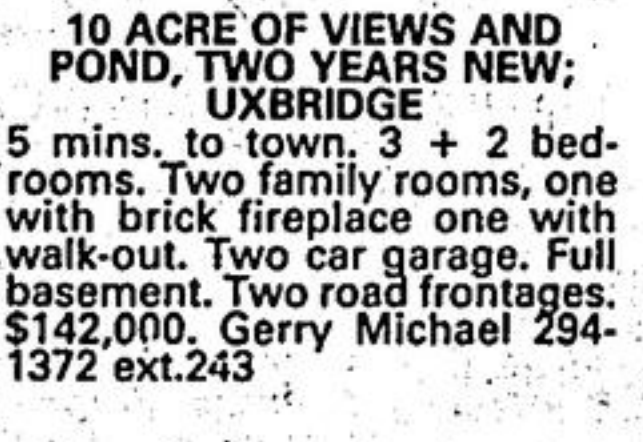 10 ACRE OF VIEWS AND
POND, TWO YEARS NEW;
UXBRIDGE
5 mins. to town. 3 + 2 bed-
rooms. Two family rooms, one
with brick fireplace one with
walk-out. Two car garage. Full
basement. Two road frontages.
$142,000. Gerry Michael 294-
1372 ext.243